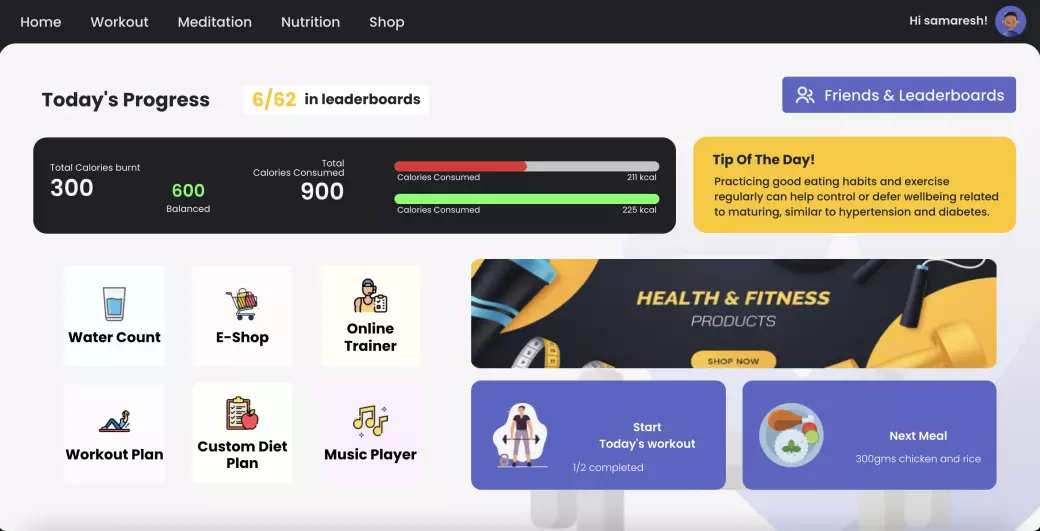 Home Workout Meditation Nutrition Shop
Hi samaresh!
Today's Progress
6/62 in leaderboards
Friends & Leaderboards
Total Calories burnt
300
600
Balanced
Total
Calories Consumed
900
Calories Consumed 211 kcal
Calories Consumed 225 kcal
Tip Of The Day!
Practicing good eating habits and exercise
regularly can help control or defer wellbeing related
to maturing, similar to hypertension and diabetes.
Water Count
E-Shop
Online
Trainer
Workout Plan
Custom Diet
Plan
Music Player
HEALTH & FITNESS
PRODUCTS
SHOP NOW
Start
Today's workout
1/2 completed
Next Meal
300gms chicken and rice